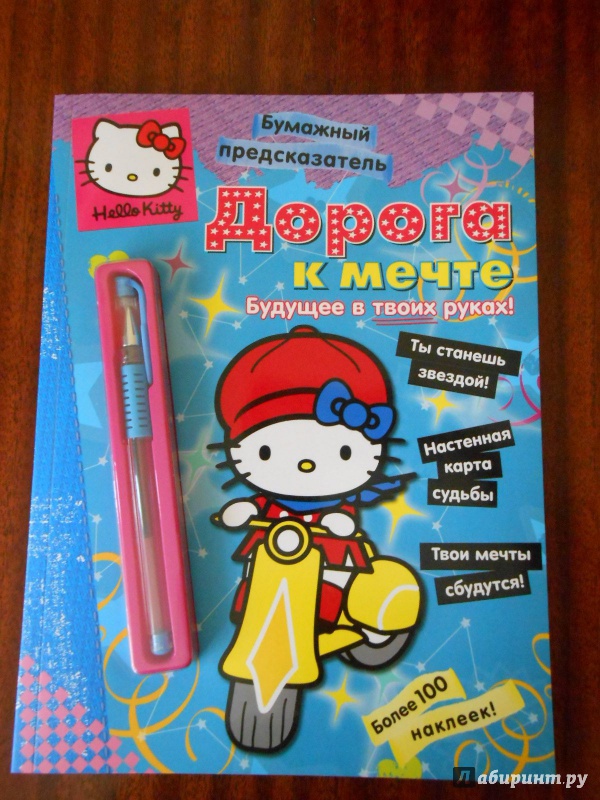 Бумажный
предсказатель
Hello Kitty
Дорога
к мечте
Будущее в твоих руках!
Ты станешь
звездой!
Настенная
карта
судьбы
Твои мечты
сбудутся!
Более 100
наклеек!
Лабиринт.ру